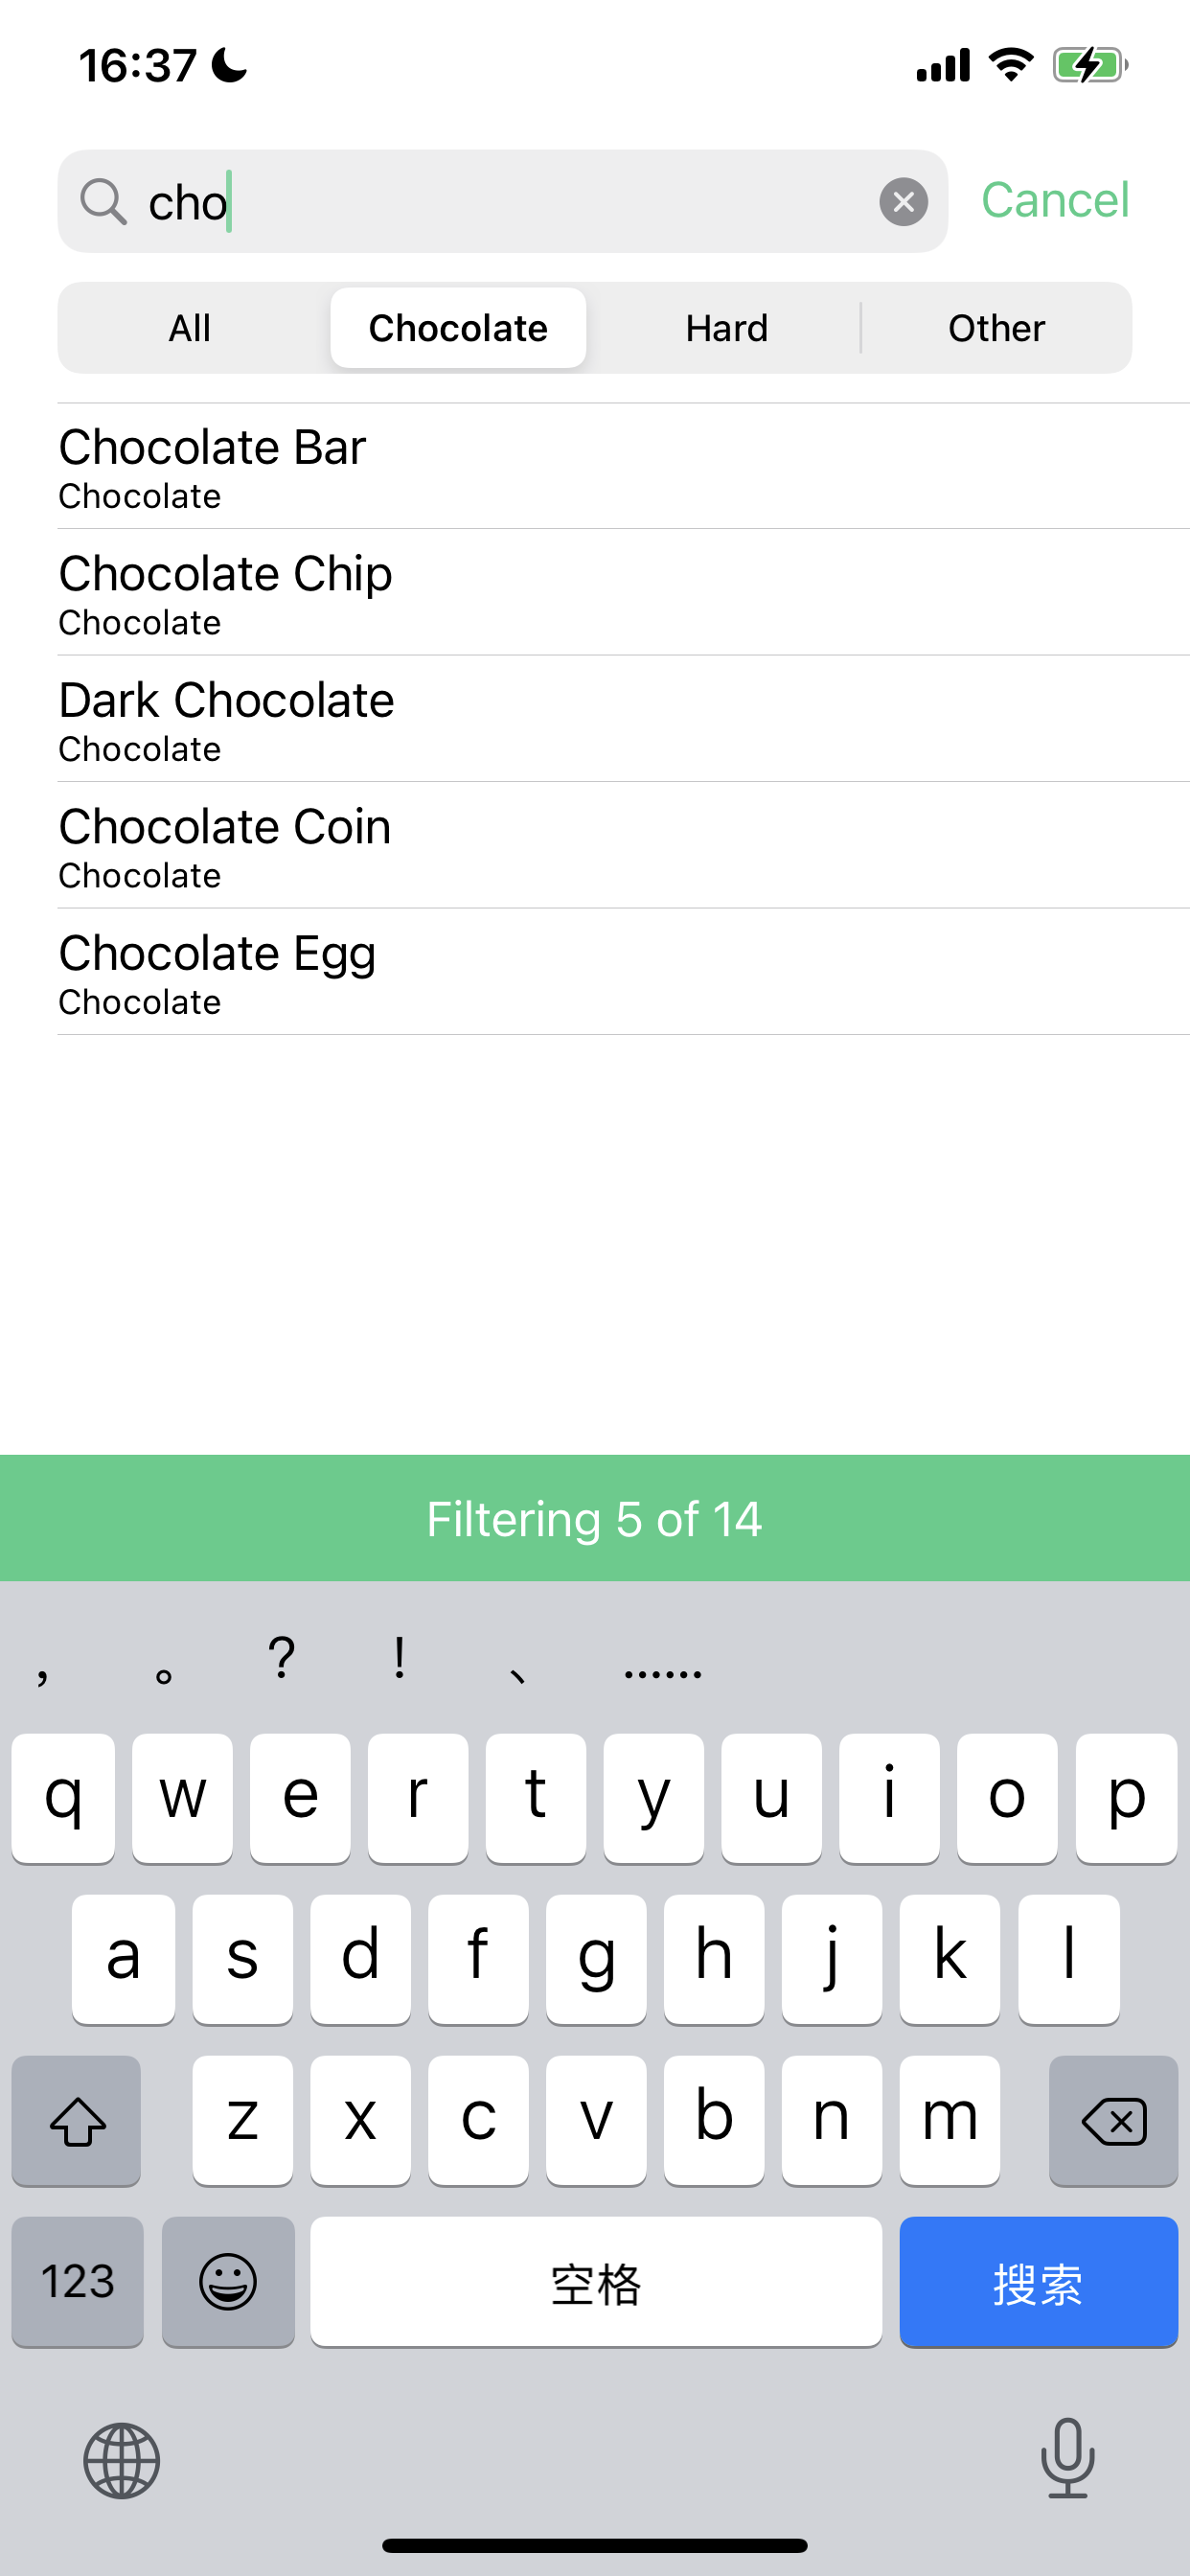 16:37
cho
Cancel
All Chocolate Hard Other
Chocolate Bar
Chocolate
Chocolate Chip
Chocolate
Dark Chocolate
Chocolate
Chocolate Coin
Chocolate
Chocolate Egg
Chocolate
Filtering 5 of 14
， 。 ? ! 、 ……
q w e r t y u i o p
a s d f g h j k l
z x c v b n m
123 空格 搜索